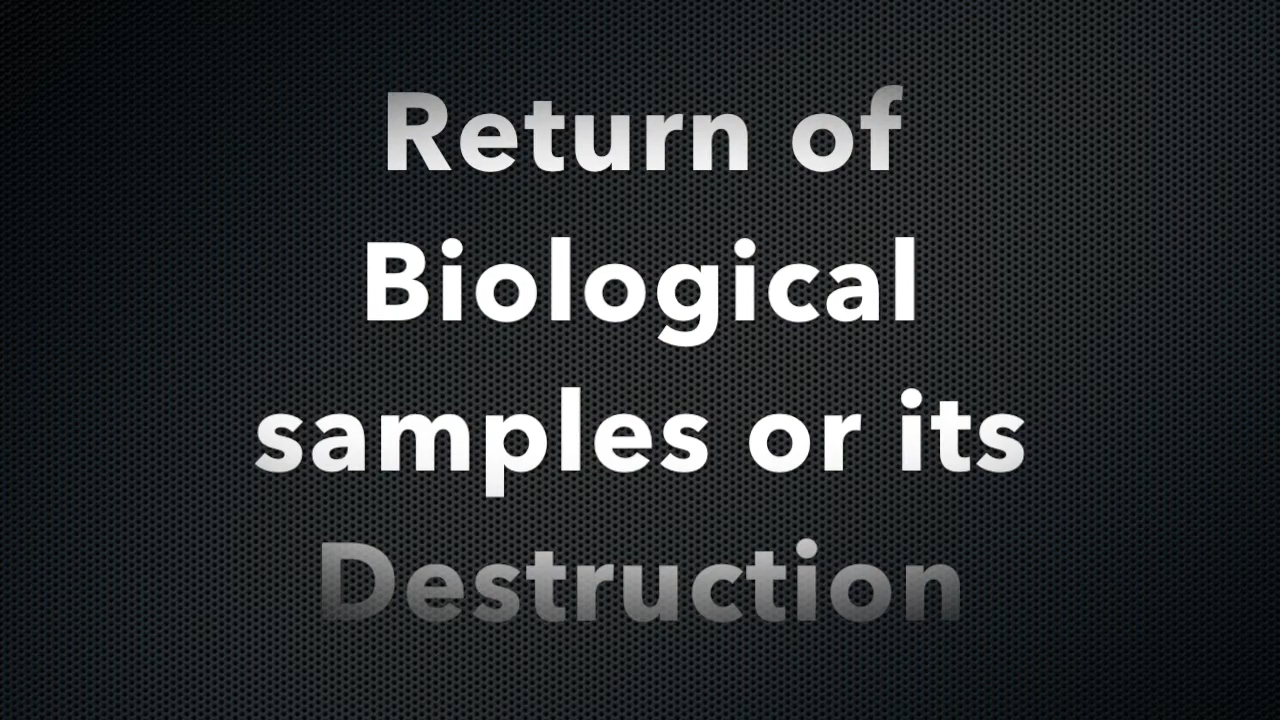 Return of
Biological
samples or its
Destruction